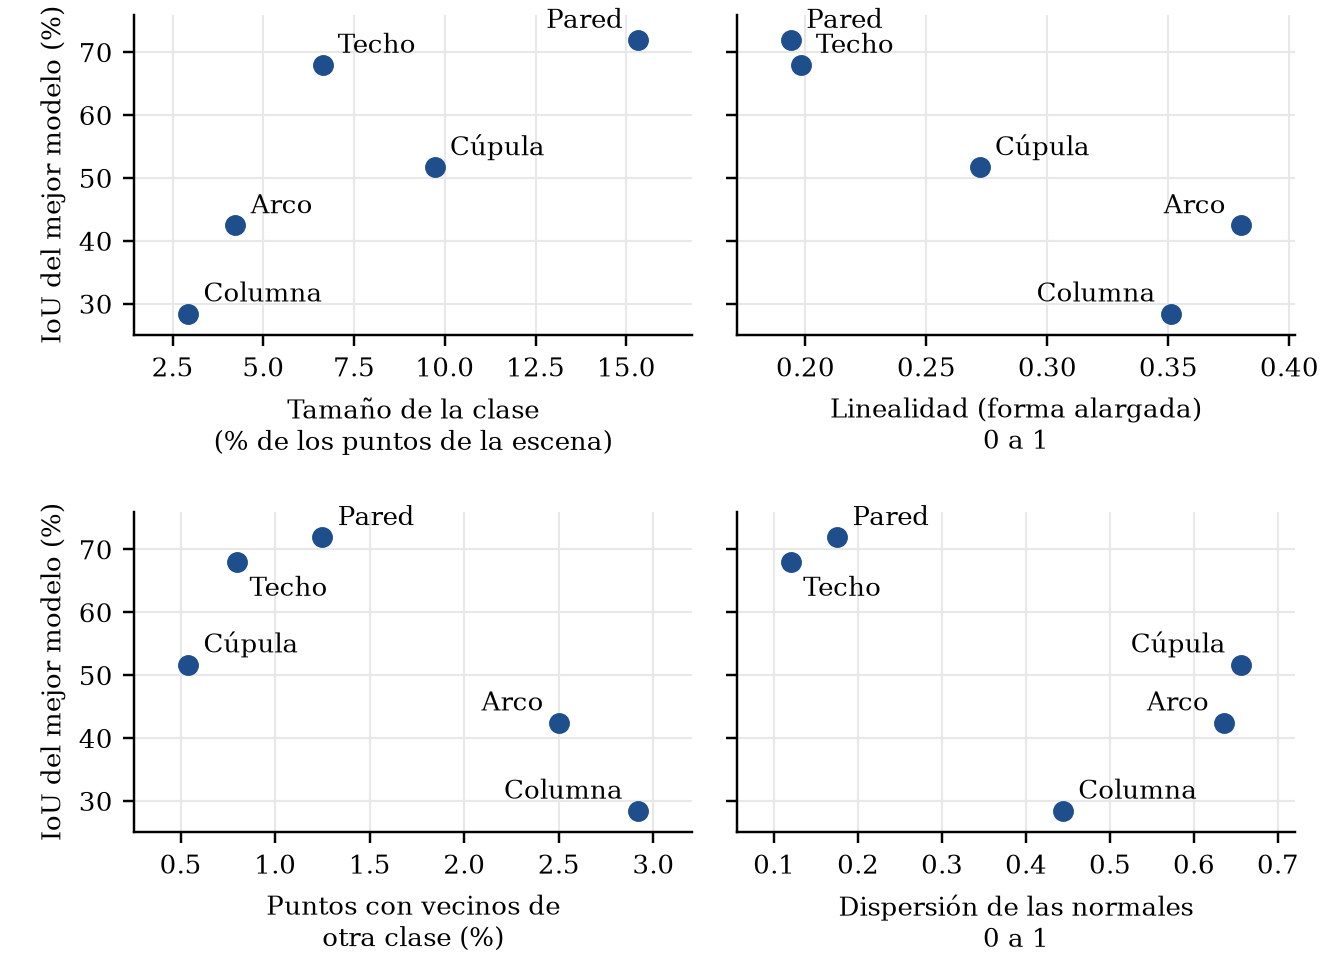 IoU del mejor modelo (%)
70
60
50
40
30
Pared
Techo
Cúpula
Arco
Columna
2.5 5.0 7.5 10.0 12.5 15.0
Tamaño de la clase
(% de los puntos de la escena)
Pared
Techo
Cúpula
Arco
Columna
0.20 0.25 0.30 0.35 0.40
Linealidad (forma alargada)
0 a 1
IoU del mejor modelo (%)
70
60
50
40
30
Pared
Techo
Cúpula
Arco
Columna
0.5 1.0 1.5 2.0 2.5 3.0
Puntos con vecinos de
otra clase (%)
Pared
Techo
Cúpula
Arco
Columna
0.1 0.2 0.3 0.4 0.5 0.6 0.7
Dispersión de las normales
0 a 1